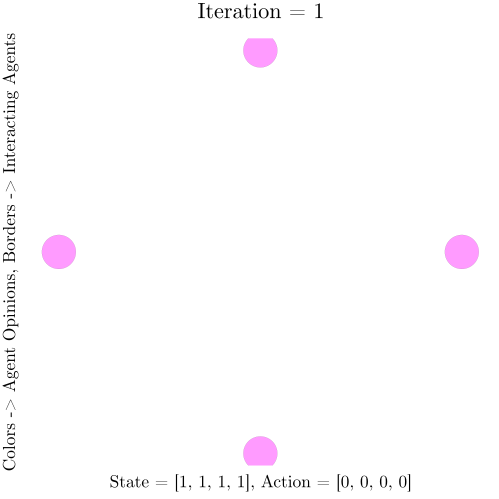 Iteration = 1
Colors -> Agent Opinions, Borders -> Interacting Agents
State = [1, 1, 1, 1], Action = [0, 0, 0, 0]